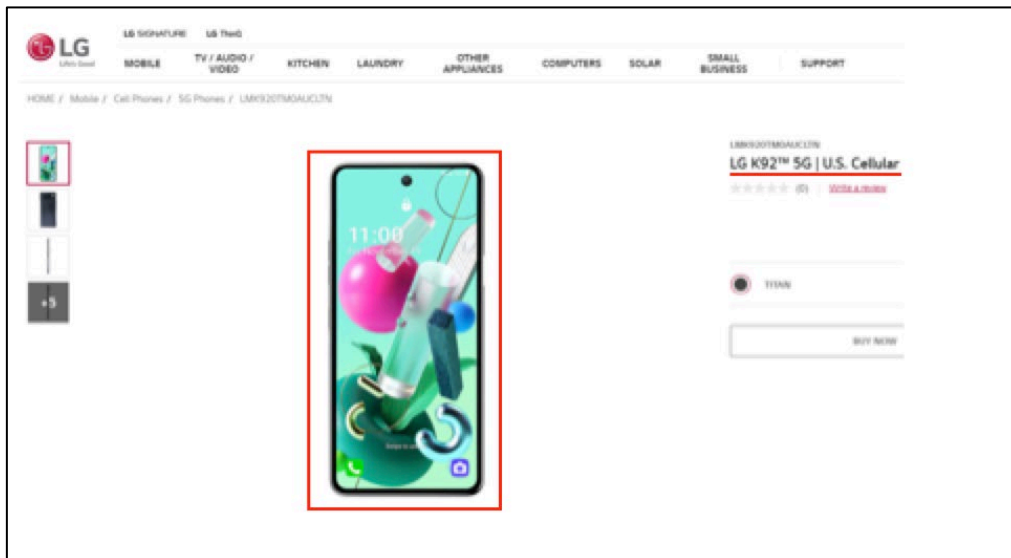 LG SIGNATURE LG ThinQ
LG
Life's Good
MOBILE TV / AUDIO / VIDEO KITCHEN LAUNDRY OTHER APPLIANCES COMPUTERS SOLAR SMALL BUSINESS SUPPORT
HOME / Mobile / Cell Phones / 5G Phones / LMK920TM0AUCLTN
LMK920TM0AUCLTN
LG K92™ 5G | U.S. Cellular
(0) | Write a review
11:00
+5
TITAN
BUY NOW